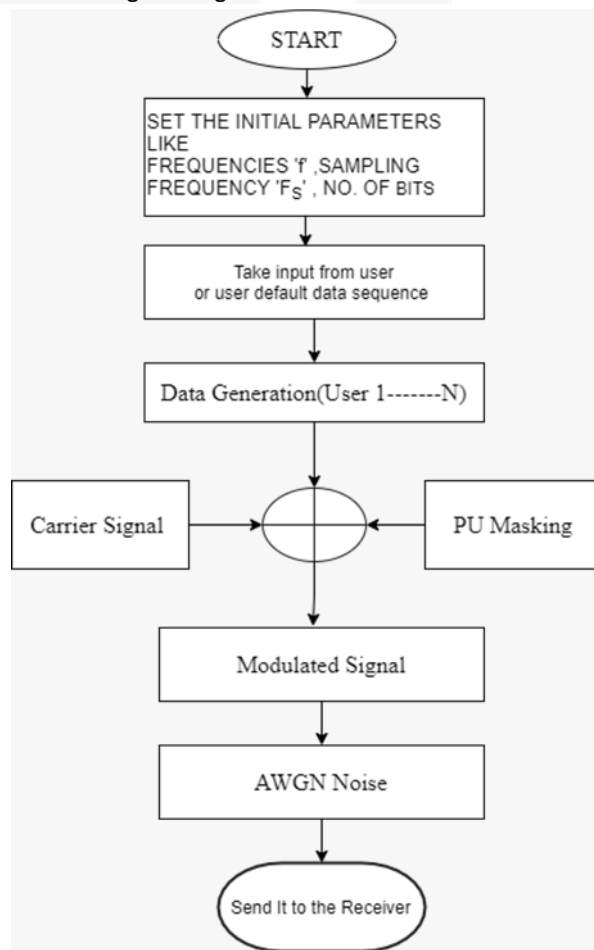 START
SET THE INITIAL PARAMETERS
LIKE
FREQUENCIES 'f' ,SAMPLING
FREQUENCY 'FS' , NO. OF BITS
Take input from user
or user default data sequence
Data Generation(User 1-------N)
Carrier Signal
PU Masking
Modulated Signal
AWGN Noise
Send It to the Receiver